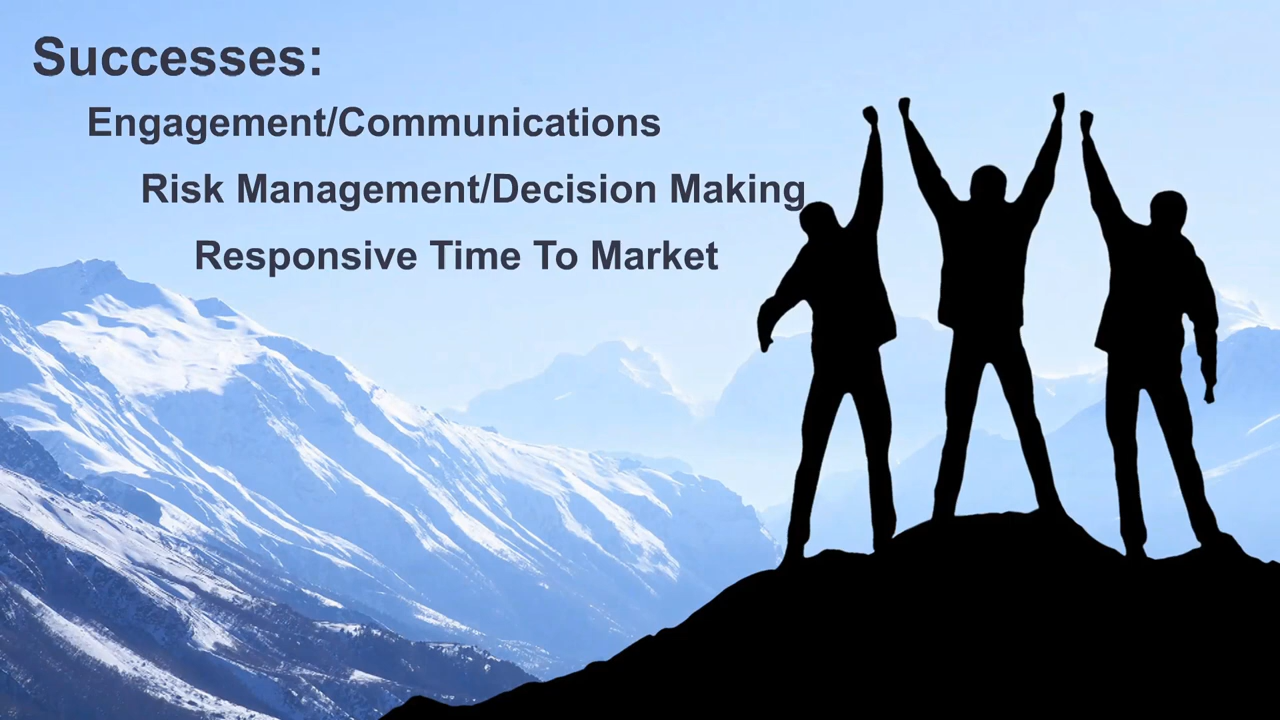 Successes:
Engagement/Communications
Risk Management/Decision Making
Responsive Time To Market